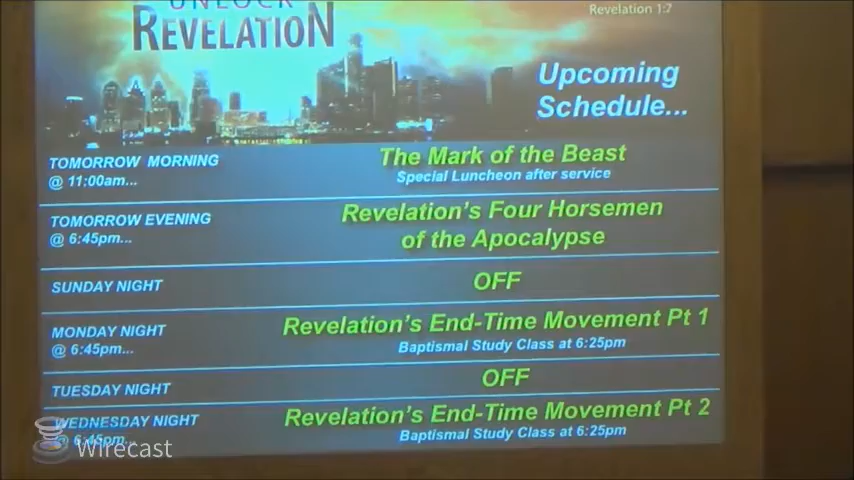 UNLOCK
REVELATION
Revelation 1:7
Upcoming
Schedule...
TOMORROW MORNING
@ 11:00am...
The Mark of the Beast
Special Luncheon after service
TOMORROW EVENING
@ 6:45pm...
Revelation's Four Horsemen
of the Apocalypse
SUNDAY NIGHT
OFF
MONDAY NIGHT
@ 6:45pm...
Revelation's End-Time Movement Pt 1
Baptismal Study Class at 6:25pm
TUESDAY NIGHT
OFF
WEDNESDAY NIGHT
@ 6:45pm...
Revelation's End-Time Movement Pt 2
Baptismal Study Class at 6:25pm
Wirecast